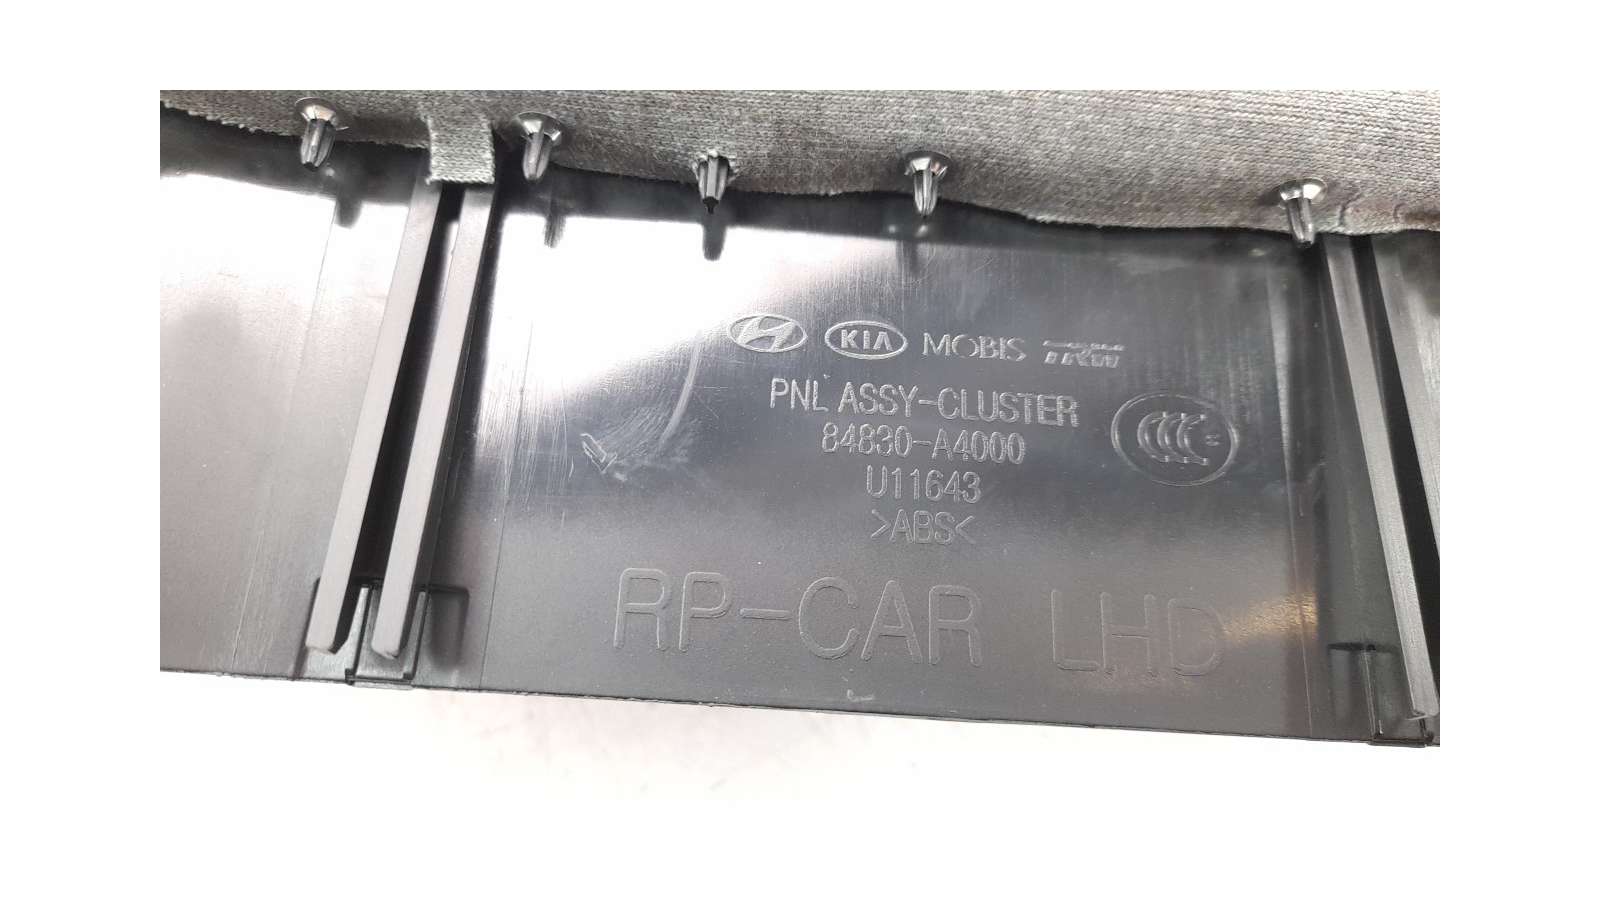 KIA MOBIS TRW
PNL ASSY-CLUSTER
84830-A4000
U11643
>ABS<
RP-CAR LHD